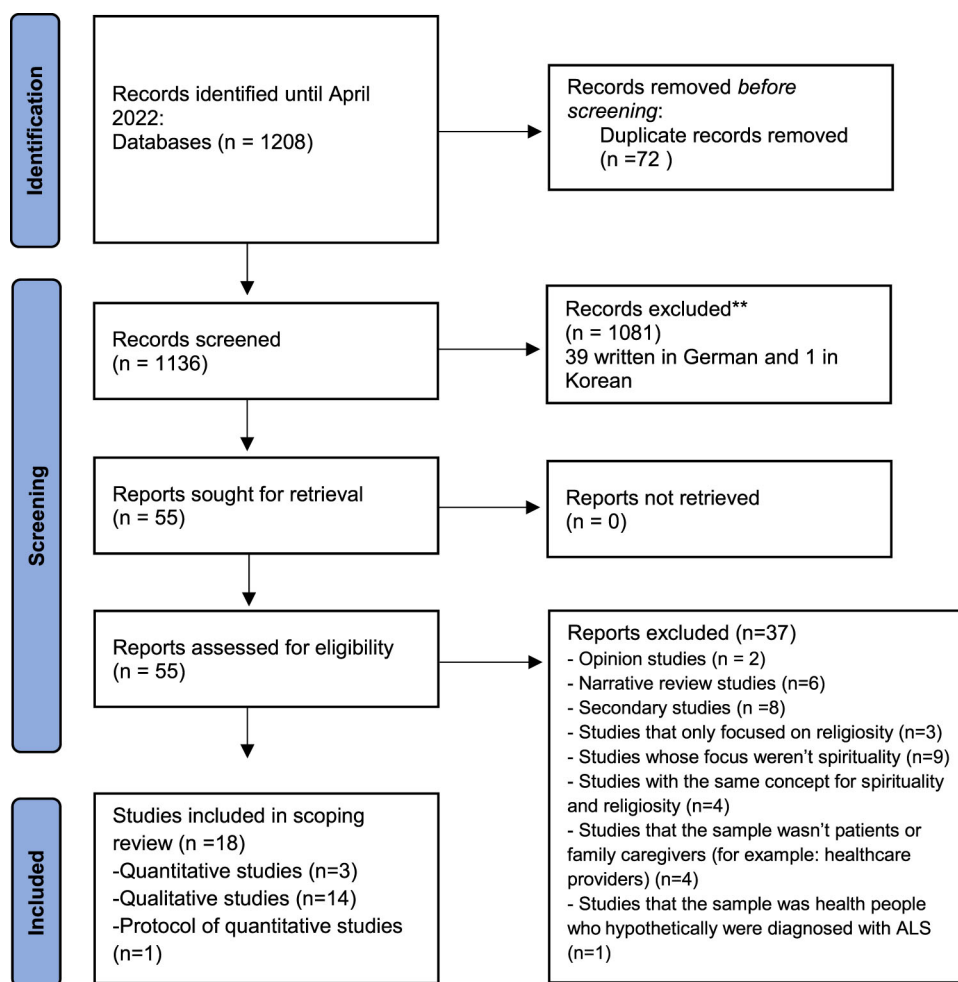 Identification
Records identified until April
2022:
Databases (n = 1208)
Records removed before
screening:
Duplicate records removed
(n =72 )
Screening
Records screened
(n = 1136)
Records excluded**
(n = 1081)
39 written in German and 1 in
Korean
Reports sought for retrieval
(n = 55)
Reports not retrieved
(n = 0)
Reports assessed for eligibility
(n = 55)
Reports excluded (n=37)
- Opinion studies (n = 2)
- Narrative review studies (n=6)
- Secondary studies (n =8)
- Studies that only focused on religiosity (n=3)
- Studies whose focus weren’t spirituality (n=9)
- Studies with the same concept for spirituality
and religiosity (n=4)
- Studies that the sample wasn’t patients or
family caregivers (for example: healthcare
providers) (n=4)
- Studies that the sample was health people
who hypothetically were diagnosed with ALS
(n=1)
Included
Studies included in scoping
review (n =18)
-Quantitative studies (n=3)
-Qualitative studies (n=14)
-Protocol of quantitative studies
(n=1)